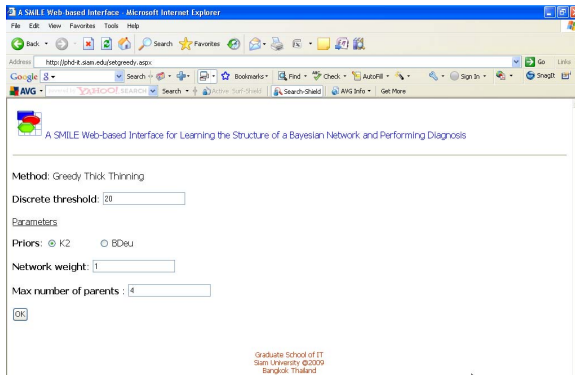 A SMILE Web-based Interface - Microsoft Internet Explorer
File Edit View Favorites Tools Help
Back Search Favorites
Address http://phd-it.siam.edu/setgreedy.aspx Go Links
Google Search Bookmarks Find Check AutoFill Sign In SnagIt
AVG YAHOO! SEARCH Search Active Surf-Shield Search-Shield AVG Info Get More
A SMILE Web-based Interface for Learning the Structure of a Bayesian Network and Performing Diagnosis
Method: Greedy Thick Thinning
Discrete threshold: 20
Parameters
Priors: K2 BDeu
Network weight: 1
Max number of parents : 4
OK
Graduate School of IT
Siam University @2009
Bangkok Thailand